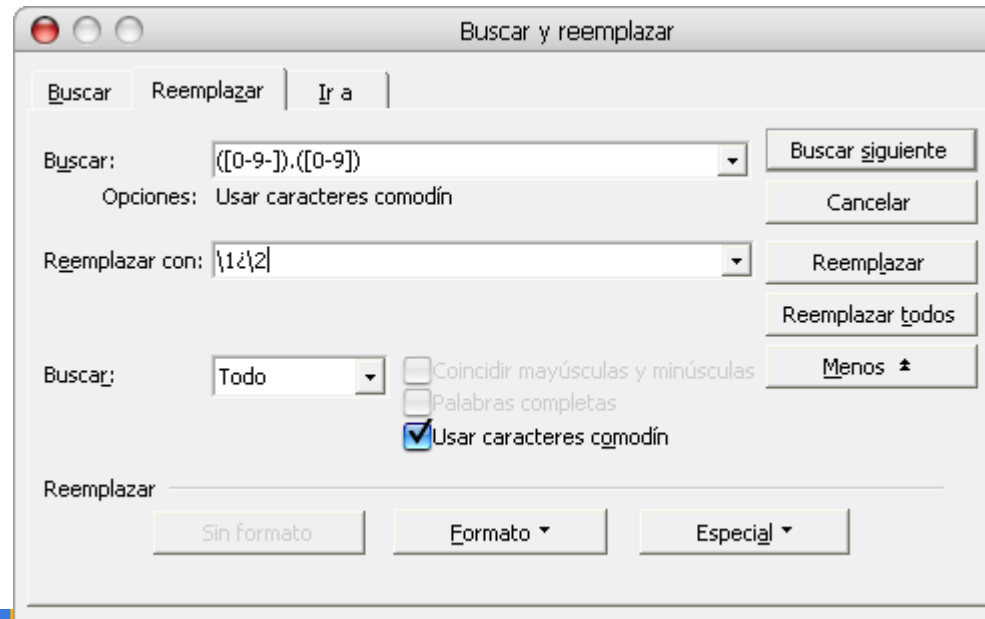 Buscar y reemplazar
Buscar Reemplazar Ir a
Buscar: ([0-9-]).([0-9]) Buscar siguiente
Opciones: Usar caracteres comodín Cancelar
Reemplazar con: \1¿\2 Reemplazar
Reemplazar todos
Buscar: Todo Coincidir mayúsculas y minúsculas Menos
Palabras completas
Usar caracteres comodín
Reemplazar
Sin formato Formato Especial